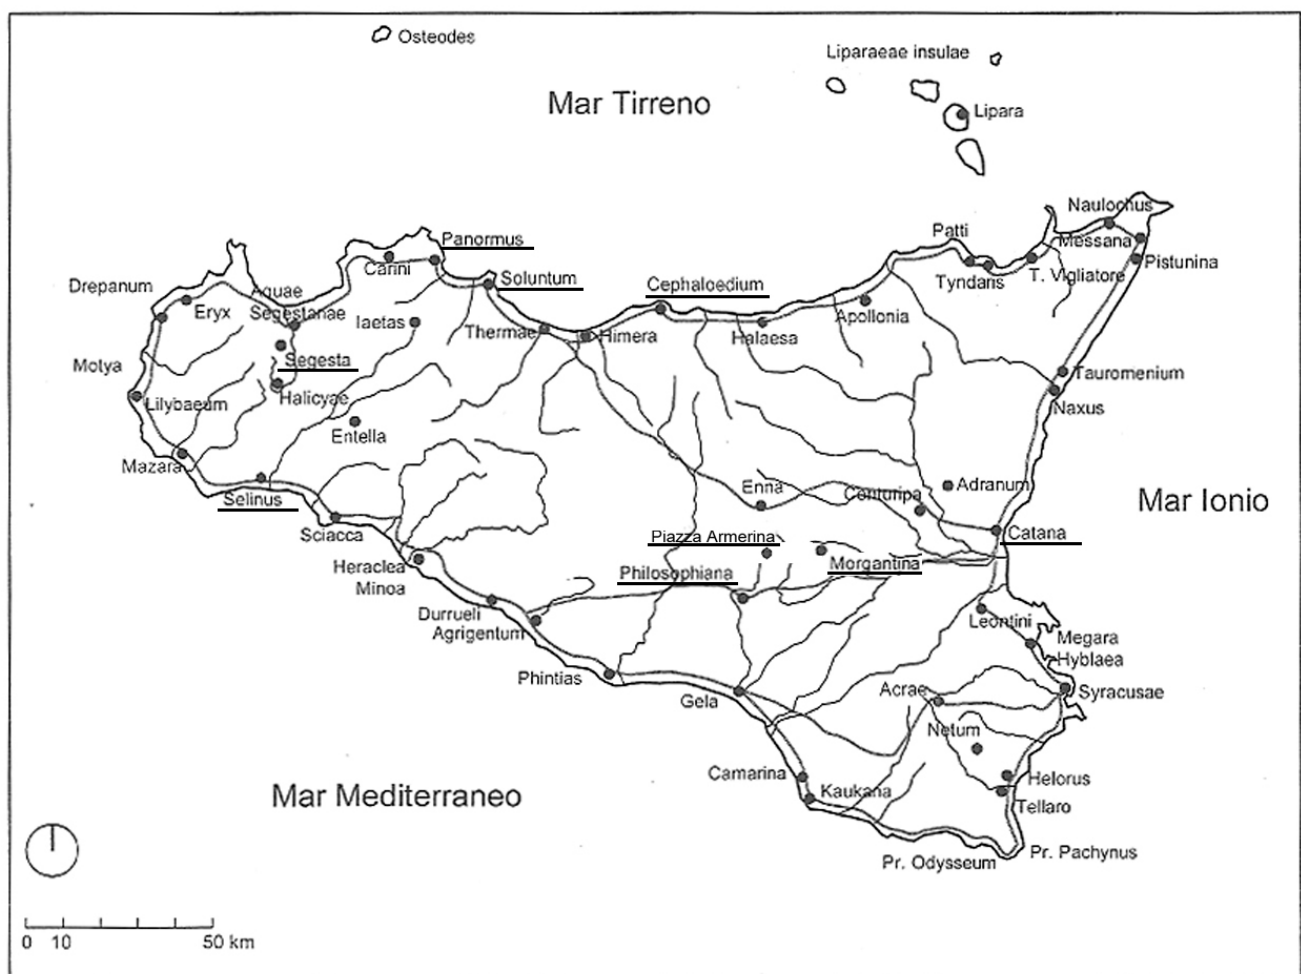 Osteodes
Liparaeae insulae
Mar Tirreno
Lipara
Naulochus
Patti
Messana
Panormus
Carini
Tyndaris
T. Vigliatore
Pistunina
Soluntum
Drepanum
Aquae
Segestanae
Cephaloedium
Eryx
Iaetas
Thermae
Himera
Halaesa
Apollonia
Motya
Segesta
Halicyae
Tauromenium
Lilybaeum
Naxus
Entella
Mazara
Enna
Centuripa
Adranum
Mar Ionio
Selinus
Sciacca
Piazza Armerina
Catana
Heraclea
Minoa
Philosophiana
Morgantina
Durrueli
Agrigentum
Leontini
Megara
Hyblaea
Phintias
Gela
Acrae
Syracusae
Netum
Camarina
Helorus
Mar Mediterraneo
Kaukana
Tellaro
Pr. Odysseum
Pr. Pachynus
0 10 50 km